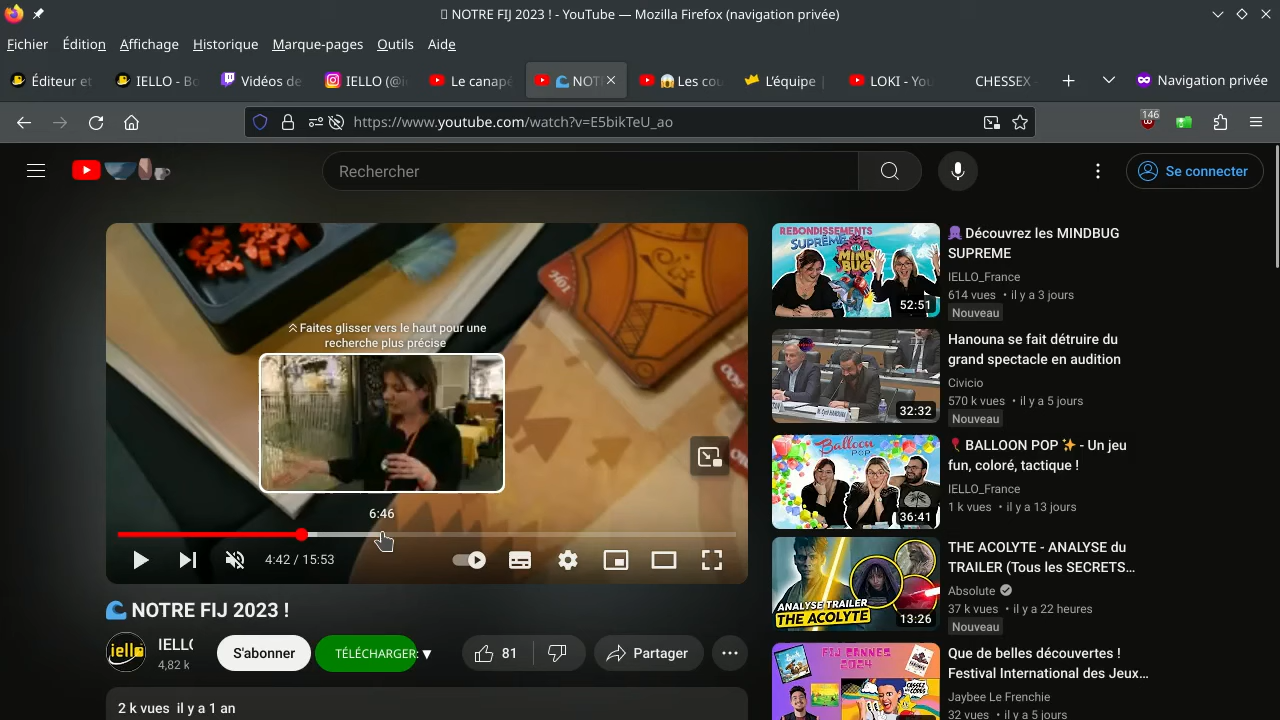 NOTRE FIJ 2023 ! - YouTube — Mozilla Firefox (navigation privée)
Fichier Édition Affichage Historique Marque-pages Outils Aide
Éditeur et IELLO - Bo Vidéos de IELLO (@i Le canapé NOT Les cou L'équipe | LOKI - You CHESSEX - Navigation privée
https://www.youtube.com/watch?v=E5bikTeU_ao
146
Rechercher
Se connecter
Faites glisser vers le haut pour une
recherche plus précise
6:46
4:42 / 15:53
🌊 NOTRE FIJ 2023 !
iello
IELLO
4,82 k
S'abonner
TÉLÉCHARGER: ▼
81
Partager
2 k vues il y a 1 an
REBONDISSEMENTS
SUPRÊME
MIND
BUG
52:51
Découvrez les MINDBUG
SUPREME
IELLO_France
614 vues • il y a 3 jours
Nouveau
32:32
Hanouna se fait détruire du
grand spectacle en audition
Civicio
570 k vues • il y a 5 jours
Nouveau
Balloon
POP
36:41
🎈 BALLOON POP ✨ - Un jeu
fun, coloré, tactique !
IELLO_France
1 k vues • il y a 13 jours
ANALYSE TRAILER
THE ACOLYTE
13:26
THE ACOLYTE - ANALYSE du
TRAILER (Tous les SECRETS…
Absolute
37 k vues • il y a 22 heures
Nouveau
FIJ CANNES
2024
Que de belles découvertes !
Festival International des Jeux…
Jaybee Le Frenchie
32 vues • il y a 5 jours